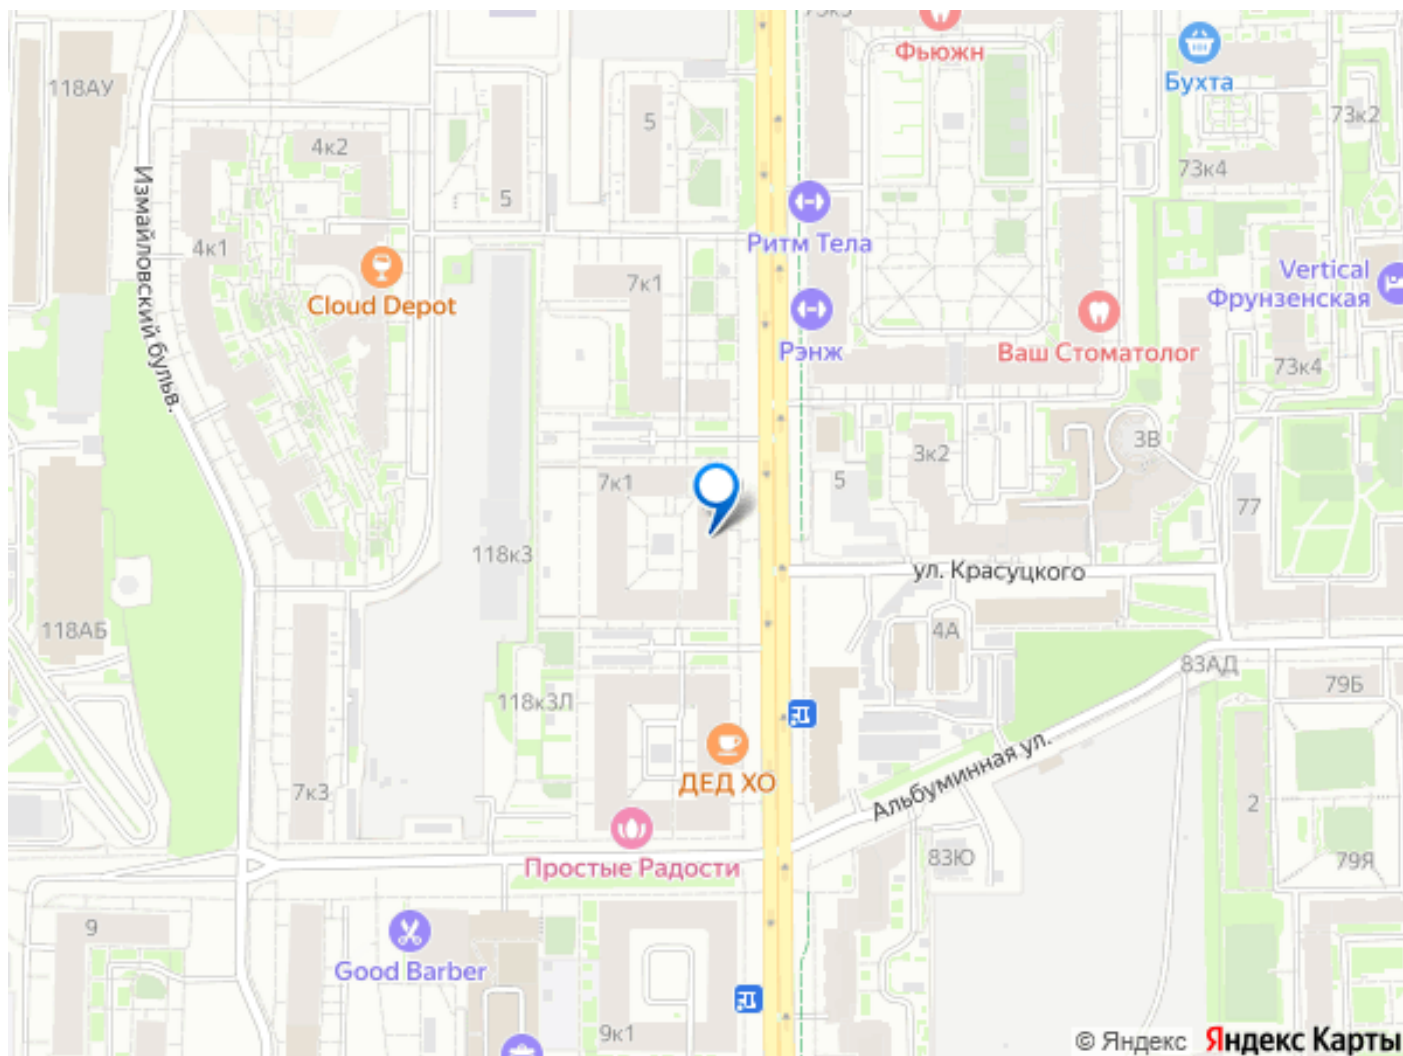 73к3
Фьюжн
Бухта
118АУ
4к2
5
73к2
5
73к4
Измайловский бульв.
4к1
Ритм Тела
Vertical
Фрунзенская
Cloud Depot
7к1
Рэнж
Ваш Стоматолог
73к4
3В
3к2
7к1
5
77
118к3
ул. Красуцкого
118АБ
4А
83АД
79Б
118к3Л
ДЕД ХО
Альбуминная ул.
7к3
2
Простые Радости
83Ю
79Я
9
Good Barber
9к1
© Яндекс Яндекс Карты